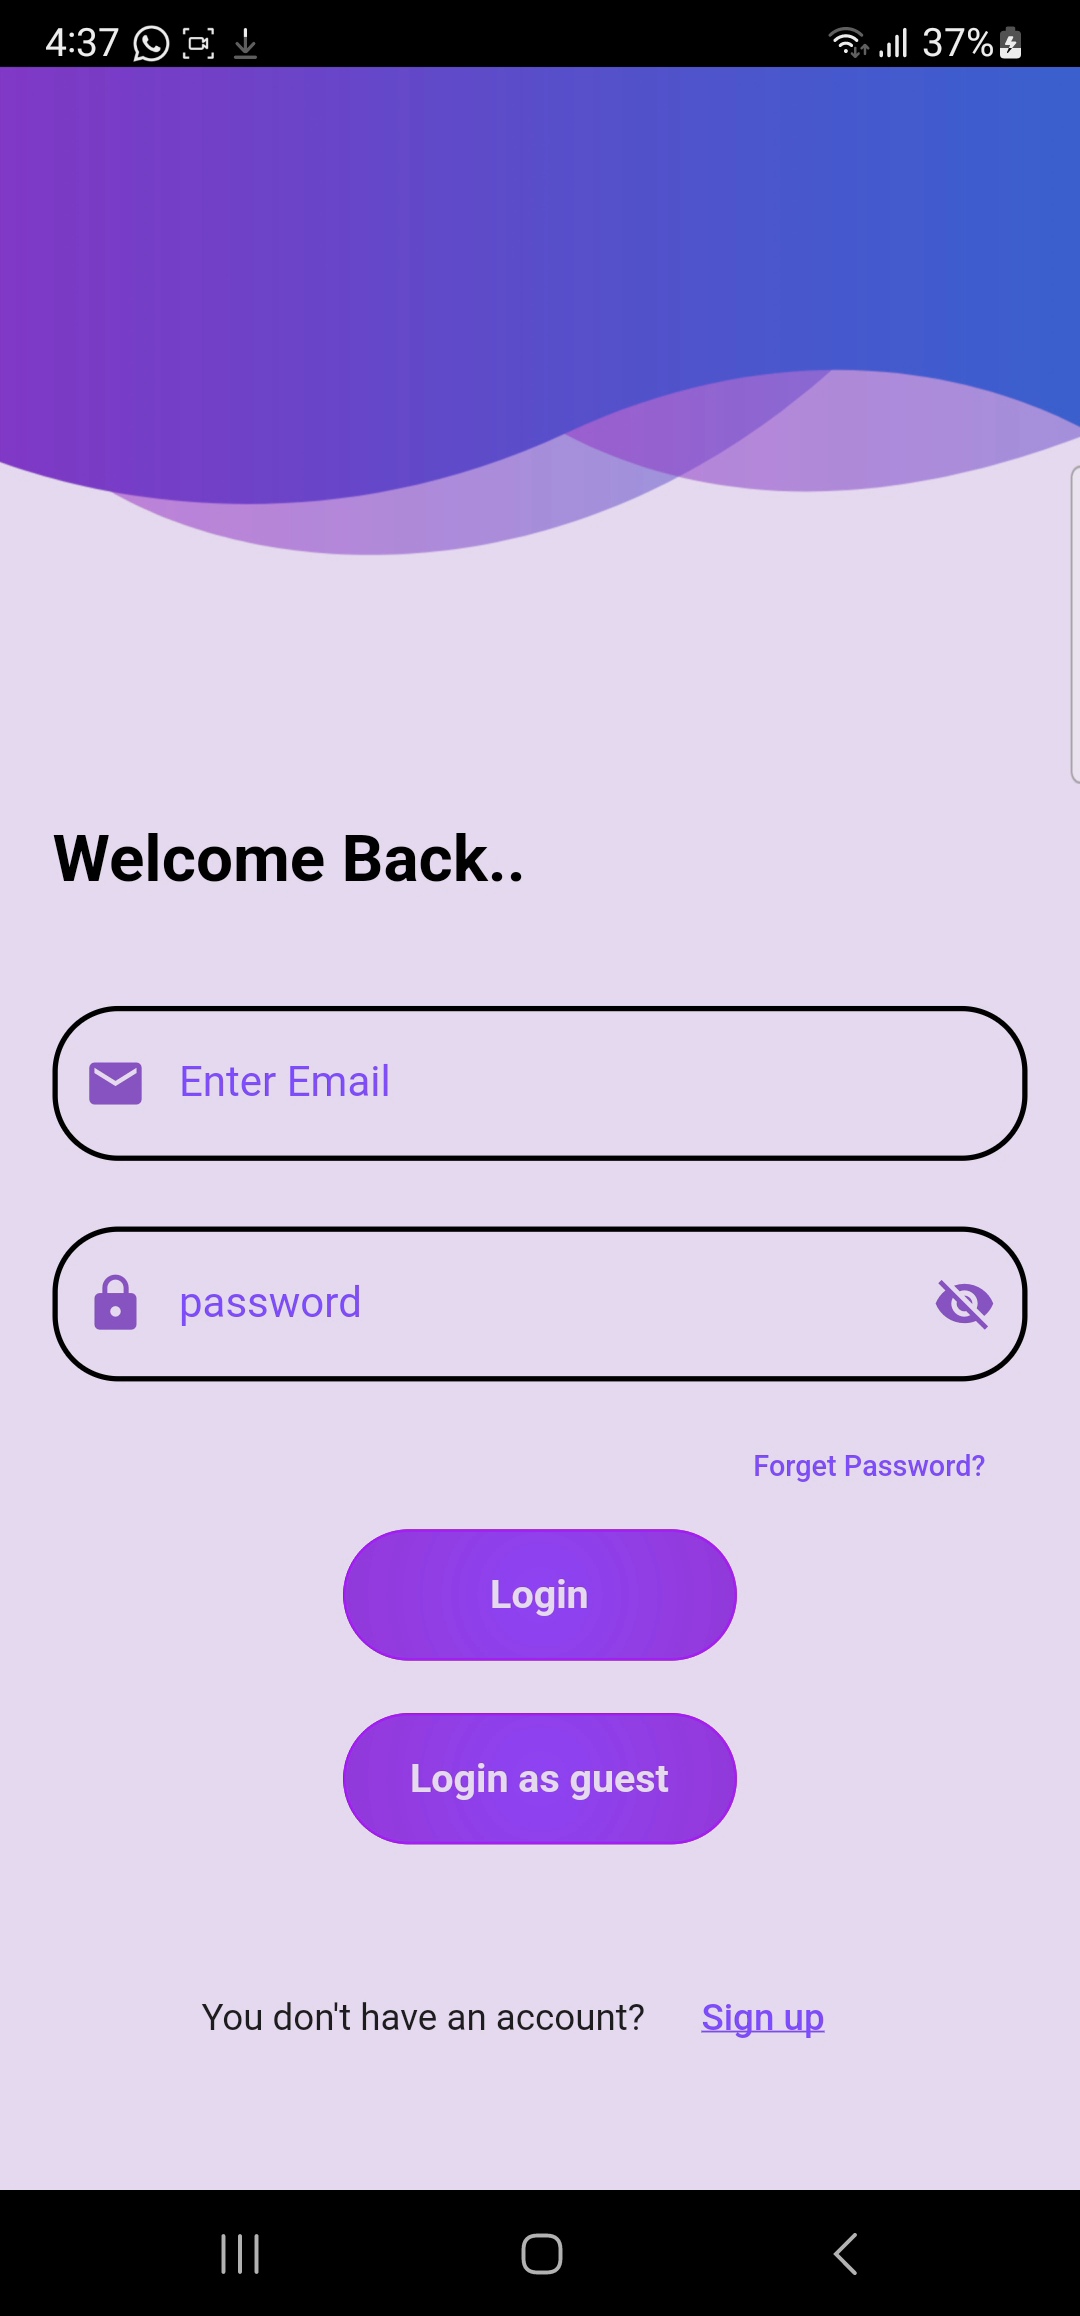 4:37 37%
Welcome Back..
Enter Email
password
Forget Password?
Login
Login as guest
You don't have an account? Sign up